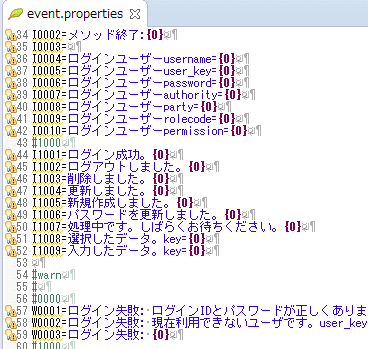 event.properties
34 I0002=メソッド終了:{0}
35 I0003={0}
36 I0004=ログインユーザーusername={0}
37 I0005=ログインユーザーuser_key={0}
38 I0006=ログインユーザーpassword={0}
39 I0007=ログインユーザーauthority={0}
40 I0008=ログインユーザーparty={0}
41 I0009=ログインユーザーrolecode={0}
42 I0010=ログインユーザーpermission={0}
43 #1000
44 I1001=ログイン成功。{0}
45 I1002=ログアウトしました。{0}
46 I1003=削除しました。{0}
47 I1004=更新しました。{0}
48 I1005=新規作成しました。{0}
49 I1006=パスワードを更新しました。{0}
50 I1007=処理中です。しばらくお待ちください。{0}
51 I1008=選択したデータ。key={0}
52 I1009=入力したデータ。key={0}
53
54 #warn
55 #
56 #0000
57 W0001=ログイン失敗: ログインIDとパスワードが正しくありま
58 W0002=ログイン失敗: 現在利用できないユーザです。user_key
59 W0003=ログイン失敗: {0}
60 #1000